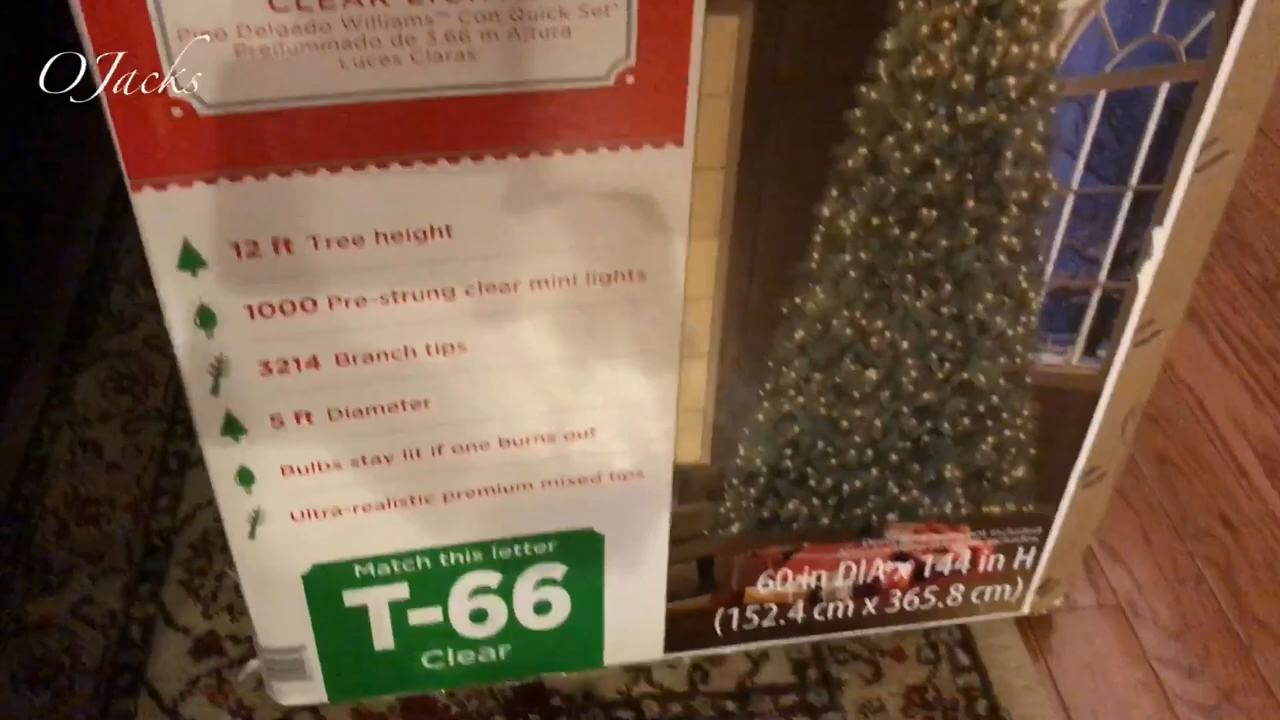 OJacks
CLEAR
Pino Delgado Williams™ Con Quick Set®
Preiluminado de 3.66 m Altura
Luces Claras
12 ft Tree height
1000 Pre-strung clear mini lights
3214 Branch tips
5 ft Diameter
Bulbs stay lit if one burns out
Ultra-realistic premium mixed tips
Match this letter
T-66
Clear
60 in DIA x 144 in H
(152.4 cm x 365.8 cm)